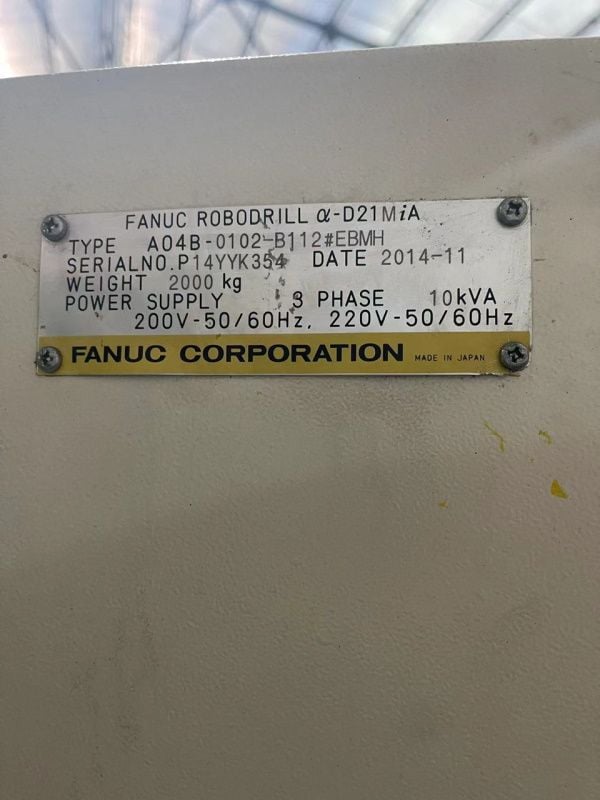 FANUC ROBODRILL α-D21MiA
TYPE A04B-0102-B112#EBMH
SERIALNO.P14YYK354 DATE 2014-11
WEIGHT 2000 kg
POWER SUPPLY 3 PHASE 10kVA
200V-50/60Hz, 220V-50/60Hz
FANUC CORPORATION MADE IN JAPAN